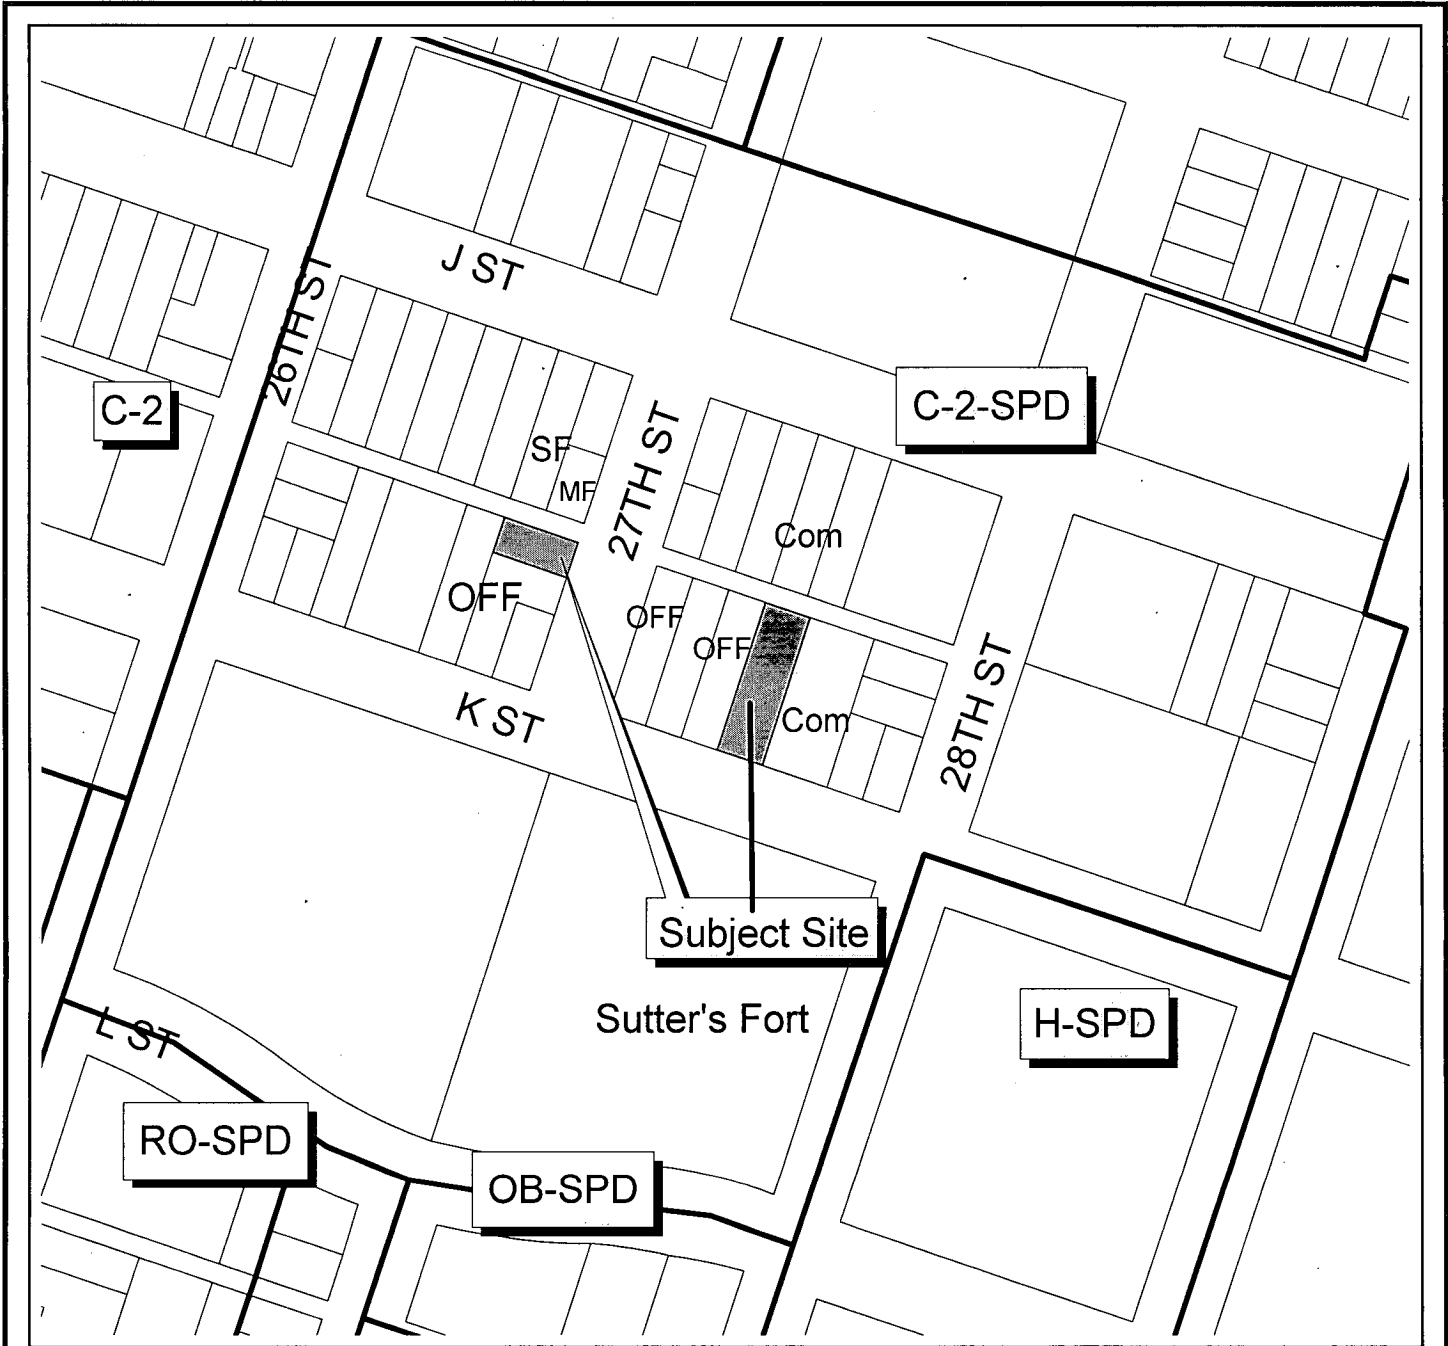 J ST
26TH ST
C-2
C-2-SPD
SF
MF
27TH ST
Com
OFF
OFF
OFF
Com
K ST
28TH ST
Subject Site
Sutter's Fort
H-SPD
L ST
RO-SPD
OB-SPD